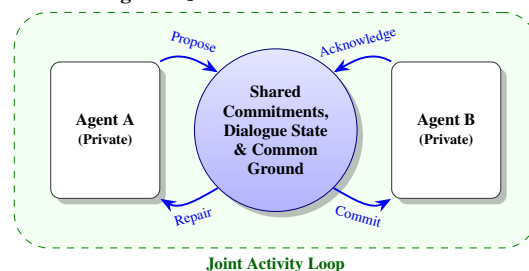 Propose
Acknowledge
Agent A
(Private)
Shared
Commitments,
Dialogue State
& Common
Ground
Agent B
(Private)
Repair
Commit
Joint Activity Loop